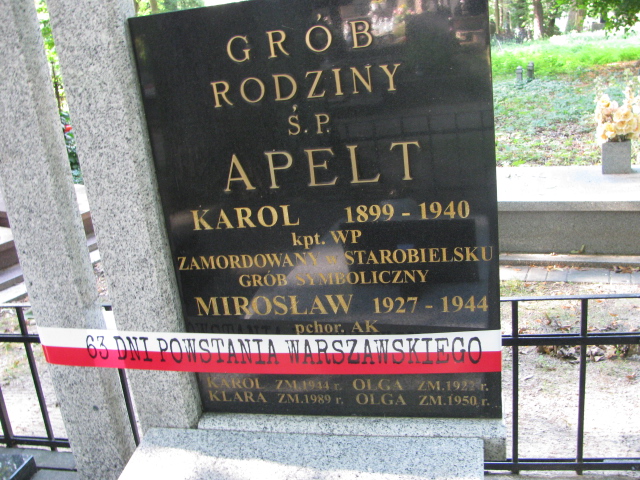 GRÓB
RODZINY
Ś.P.
APELT
KAROL 1899 - 1940
kpt. WP
ZAMORDOWANY w STAROBIELSKU
GRÓB SYMBOLICZNY
MIROSŁAW 1927 - 1944
pchor. AK
63 DNI POWSTANIA WARSZAWSKIEGO
KAROL ZM.1944 r. OLGA ZM.1922 r.
KLARA ZM.1989 r. OLGA ZM.1950 r.